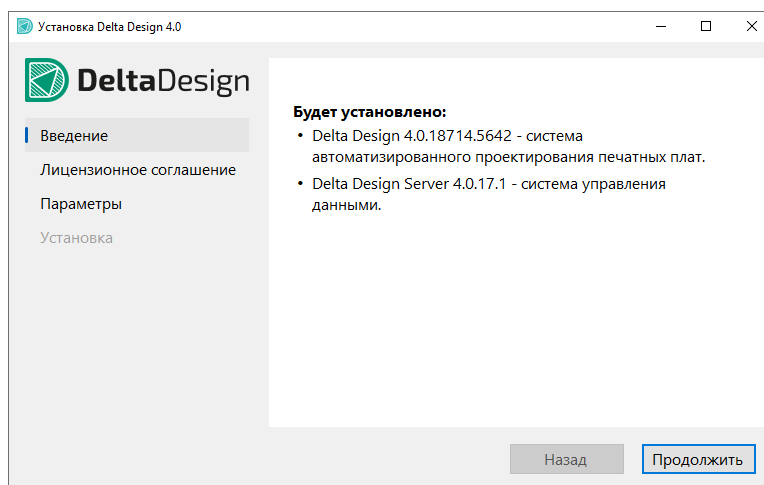 Установка Delta Design 4.0
DeltaDesign
Введение
Лицензионное соглашение
Параметры
Установка
Будет установлено:
• Delta Design 4.0.18714.5642 - система
автоматизированного проектирования печатных плат.
• Delta Design Server 4.0.17.1 - система управления
данными.
Назад
Продолжить